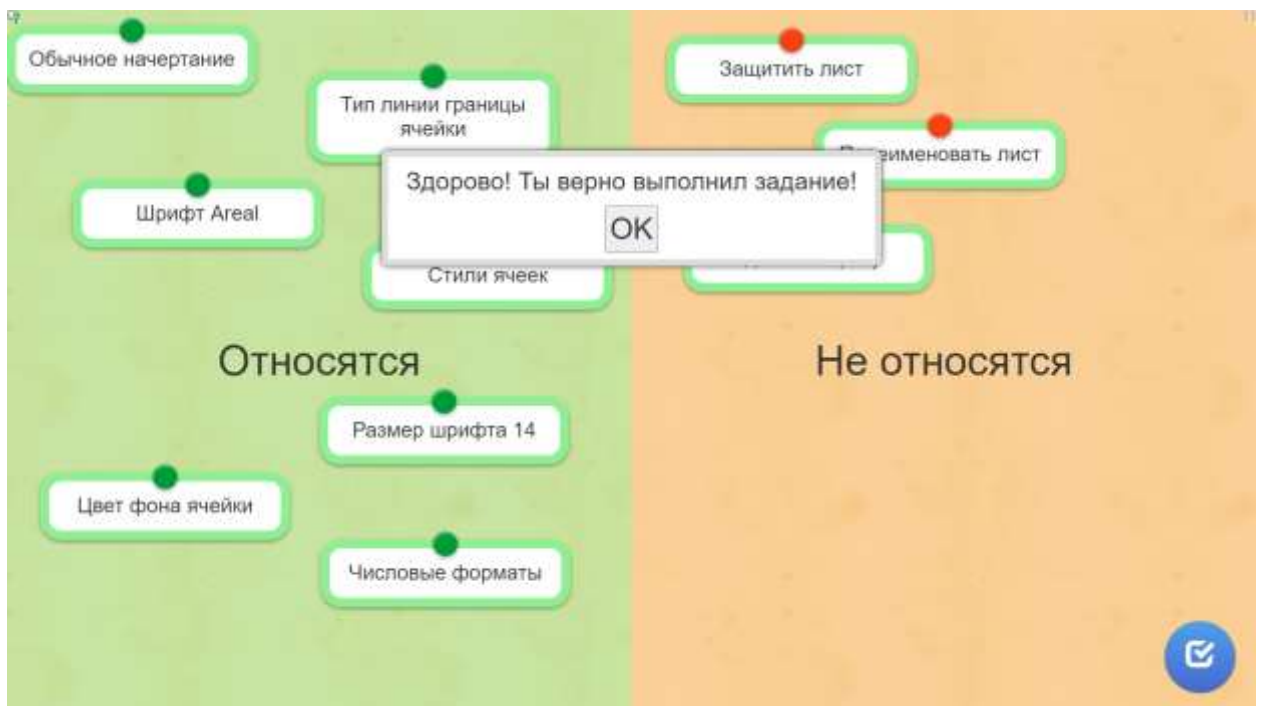 Обычное начертание
Защитить лист
Тип линии границы
ячейки
лист
Здорово! Ты верно выполнил задание!
OK
Шрифт Areal
Стили ячеек
Относятся
Не относятся
Размер шрифта 14
Цвет фона ячейки
Числовые форматы